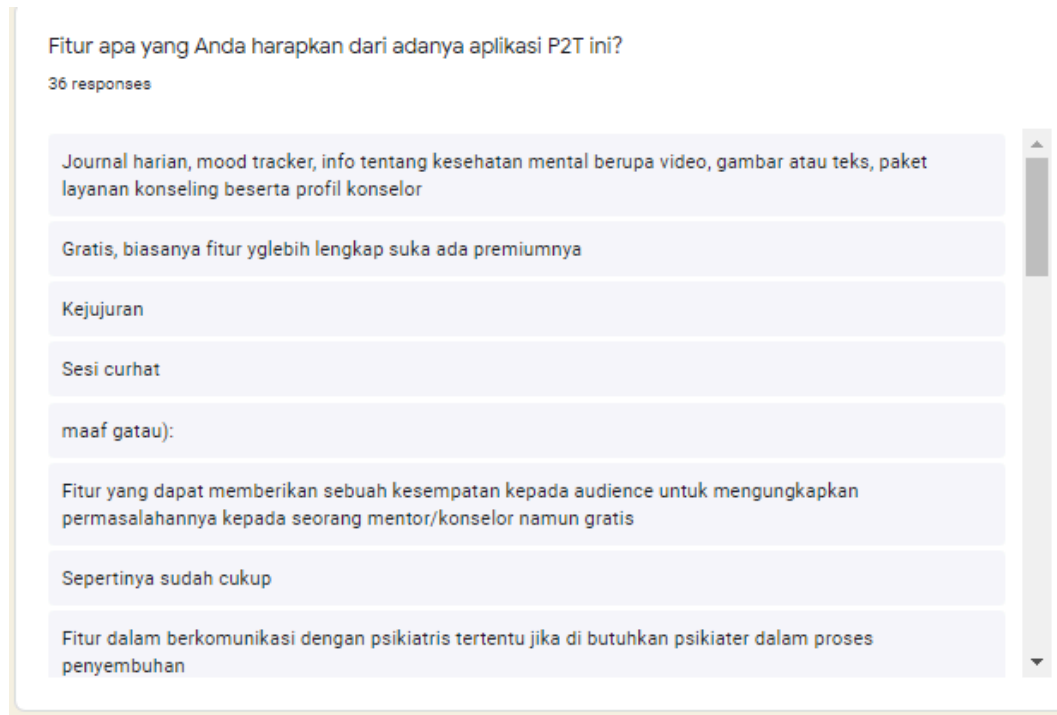 Fitur apa yang Anda harapkan dari adanya aplikasi P2T ini?
36 responses
Journal harian, mood tracker, info tentang kesehatan mental berupa video, gambar atau teks, paket
layanan konseling beserta profil konselor
Gratis, biasanya fitur yglebih lengkap suka ada premiumnya
Kejujuran
Sesi curhat
maaf gatau):
Fitur yang dapat memberikan sebuah kesempatan kepada audience untuk mengungkapkan
permasalahannya kepada seorang mentor/konselor namun gratis
Sepertinya sudah cukup
Fitur dalam berkomunikasi dengan psikiatris tertentu jika di butuhkan psikiater dalam proses
penyembuhan